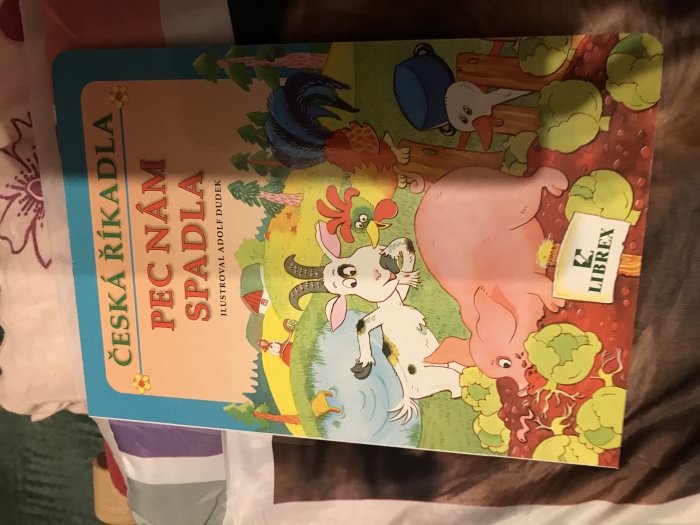 ČESKÁ ŘÍKADLA
PEC NÁM
SPADLA
ILUSTROVAL ADOLF DUDEK
LIBREX